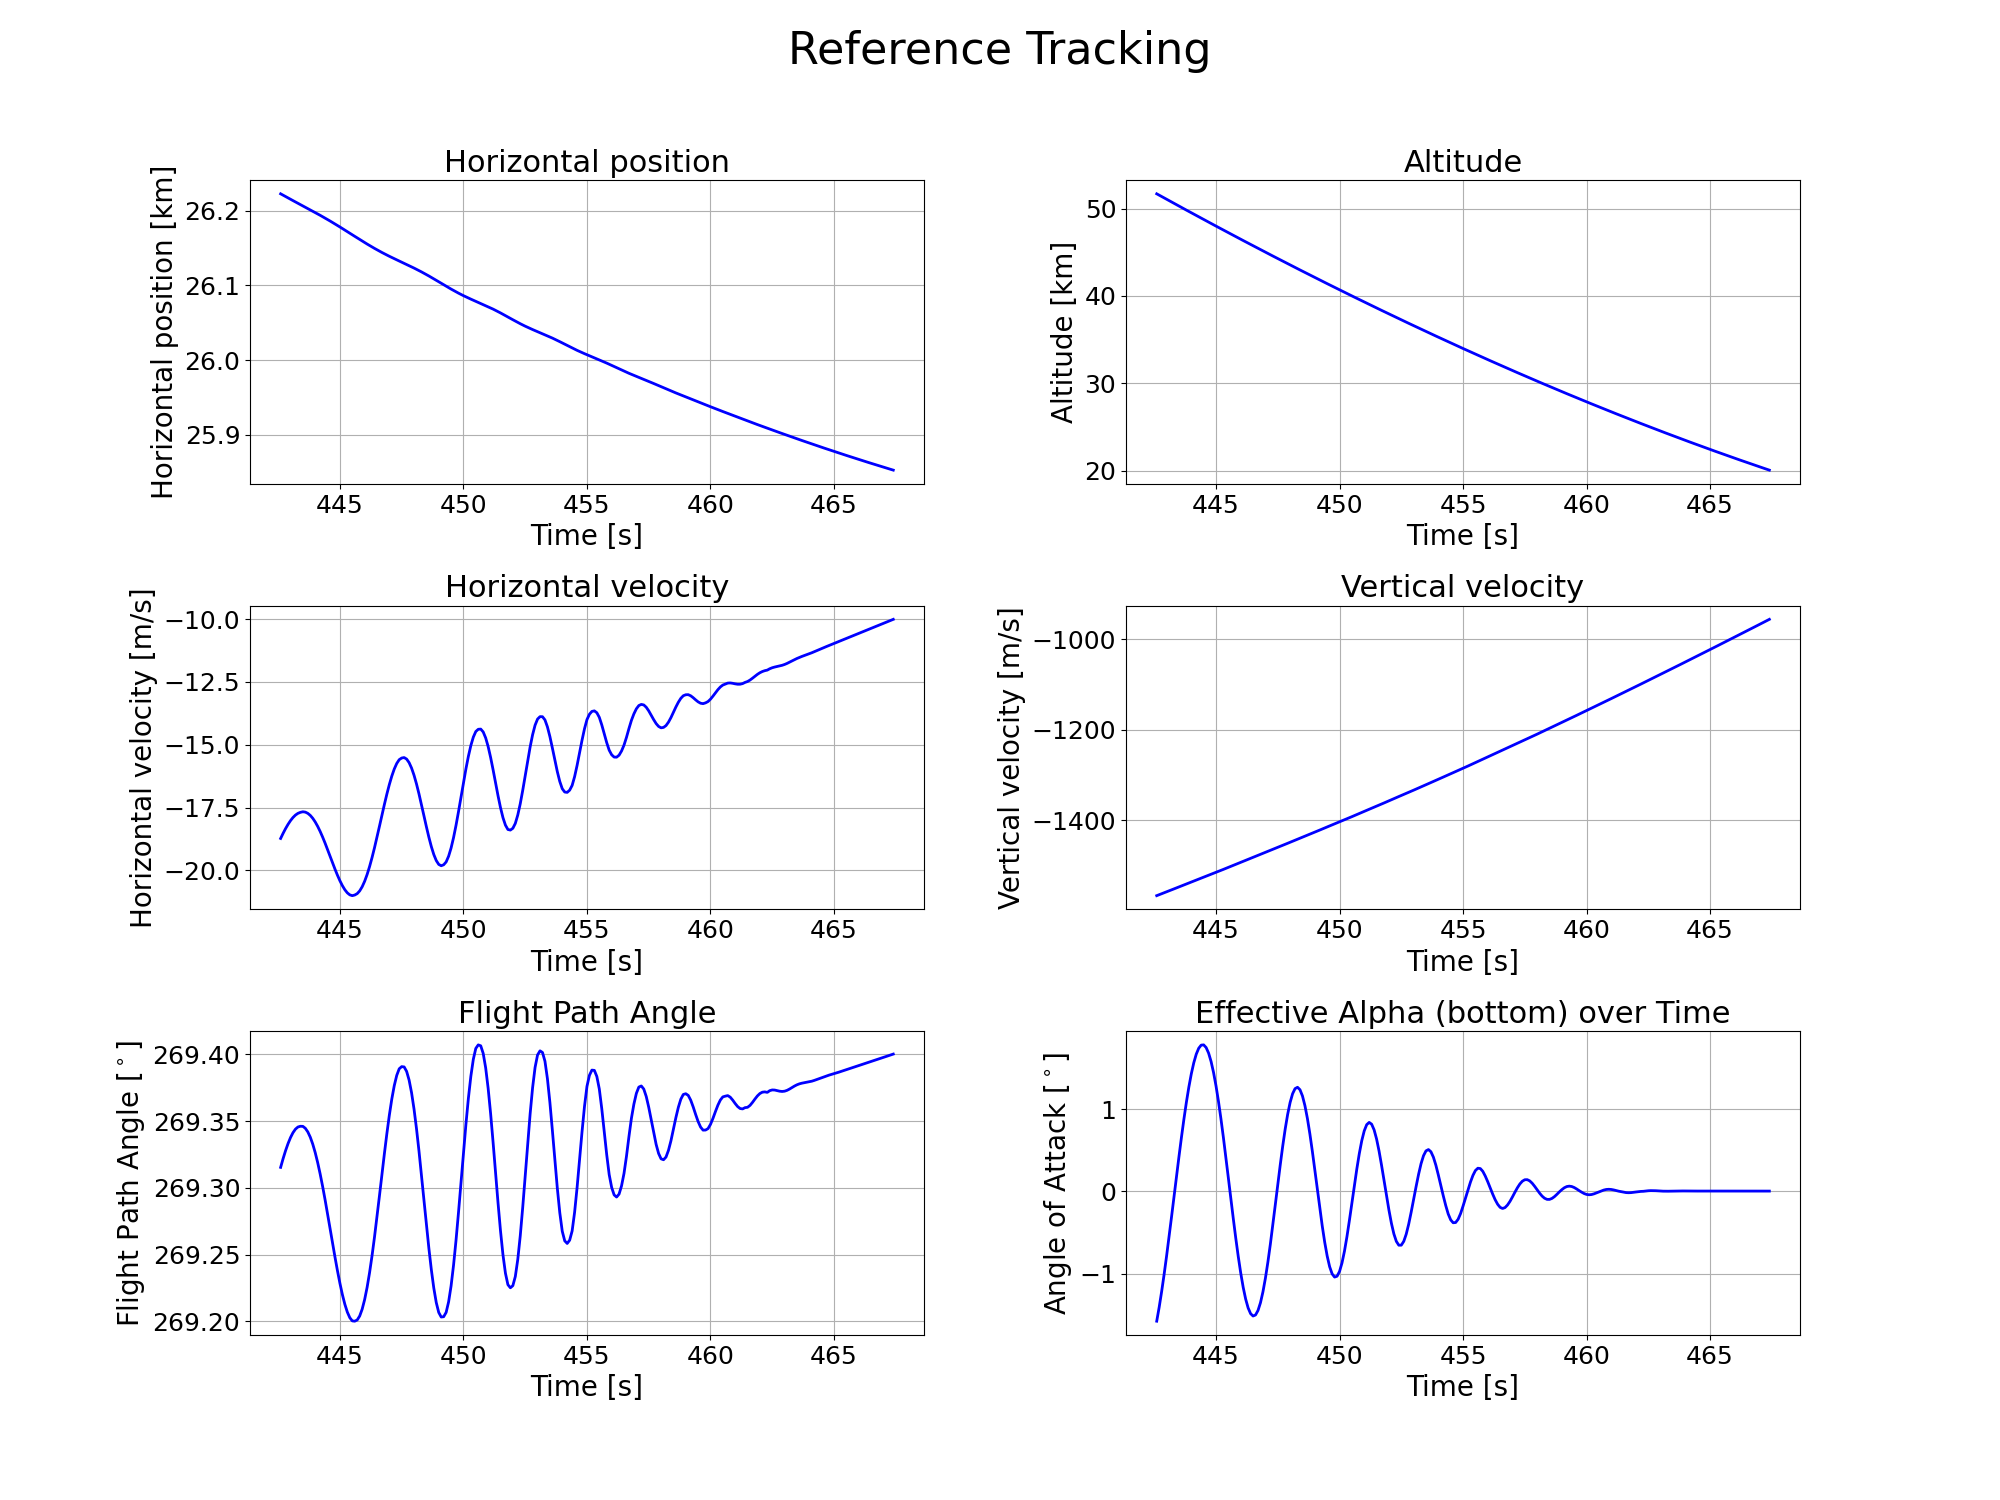 Reference Tracking
Horizontal position
Horizontal position [km]
26.2
26.1
26.0
25.9
445 450 455 460 465
Time [s]
Altitude
Altitude [km]
50
40
30
20
445 450 455 460 465
Time [s]
Horizontal velocity
Horizontal velocity [m/s]
−10.0
−12.5
−15.0
−17.5
−20.0
445 450 455 460 465
Time [s]
Vertical velocity
Vertical velocity [m/s]
−1000
−1200
−1400
445 450 455 460 465
Time [s]
Flight Path Angle
Flight Path Angle [°]
269.40
269.35
269.30
269.25
269.20
445 450 455 460 465
Time [s]
Effective Alpha (bottom) over Time
Angle of Attack [°]
1
0
−1
445 450 455 460 465
Time [s]